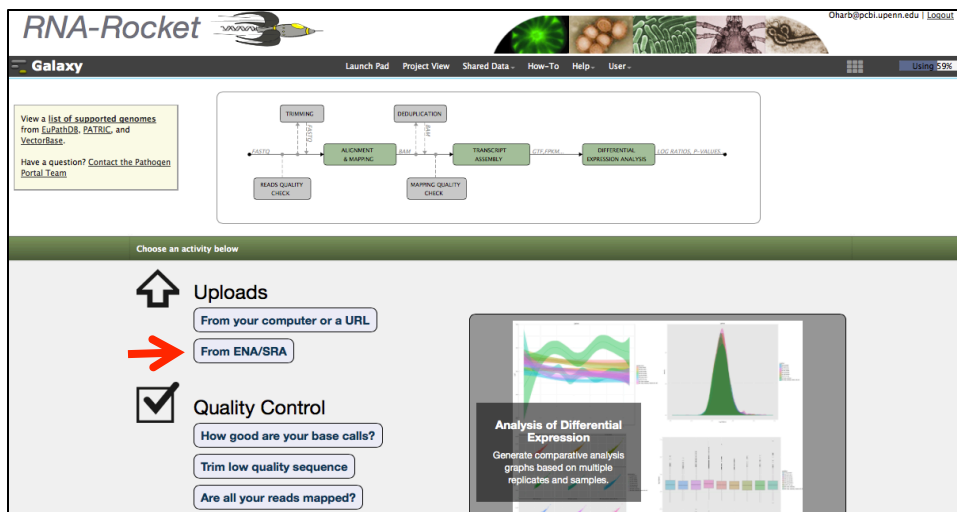 RNA-Rocket
Oharb@pcbi.upenn.edu | Logout
Galaxy
Launch Pad Project View Shared Data How-To Help User
Using 59%
View a list of supported genomes
from EuPathDB, PATRIC, and
VectorBase.
Have a question? Contact the Pathogen
Portal Team
TRIMMING
DEDUPLICATION
FASTQ
BAM
FASTQ
ALIGNMENT
& MAPPING
BAM
TRANSCRIPT
ASSEMBLY
GTF,FPKM...
DIFFERENTIAL
EXPRESSION ANALYSIS
LOG RATIOS, P-VALUES...
READS QUALITY
CHECK
MAPPING QUALITY
CHECK
Choose an activity below
Uploads
From your computer or a URL
From ENA/SRA
Quality Control
How good are your base calls?
Trim low quality sequence
Are all your reads mapped?
Analysis of Differential
Expression
Generate comparative analysis
graphs based on multiple
replicates and samples.